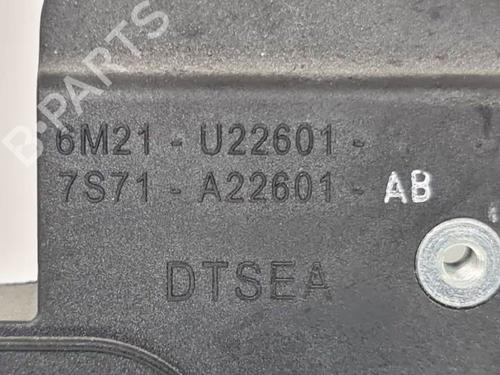 B-PARTS
6M21 - U22601 -
7S71 - A22601 - AB
DTSEA